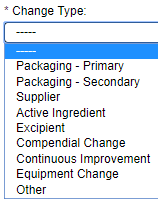 * Change Type:
-----
-----
Packaging - Primary
Packaging - Secondary
Supplier
Active Ingredient
Excipient
Compendial Change
Continuous Improvement
Equipment Change
Other